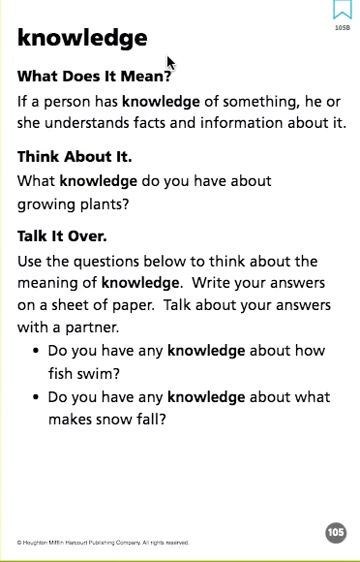 105B
knowledge
What Does It Mean?
If a person has knowledge of something, he or
she understands facts and information about it.
Think About It.
What knowledge do you have about
growing plants?
Talk It Over.
Use the questions below to think about the
meaning of knowledge.  Write your answers
on a sheet of paper.  Talk about your answers
with a partner.
• Do you have any knowledge about how
fish swim?
• Do you have any knowledge about what
makes snow fall?
© Houghton Mifflin Harcourt Publishing Company. All rights reserved.
105